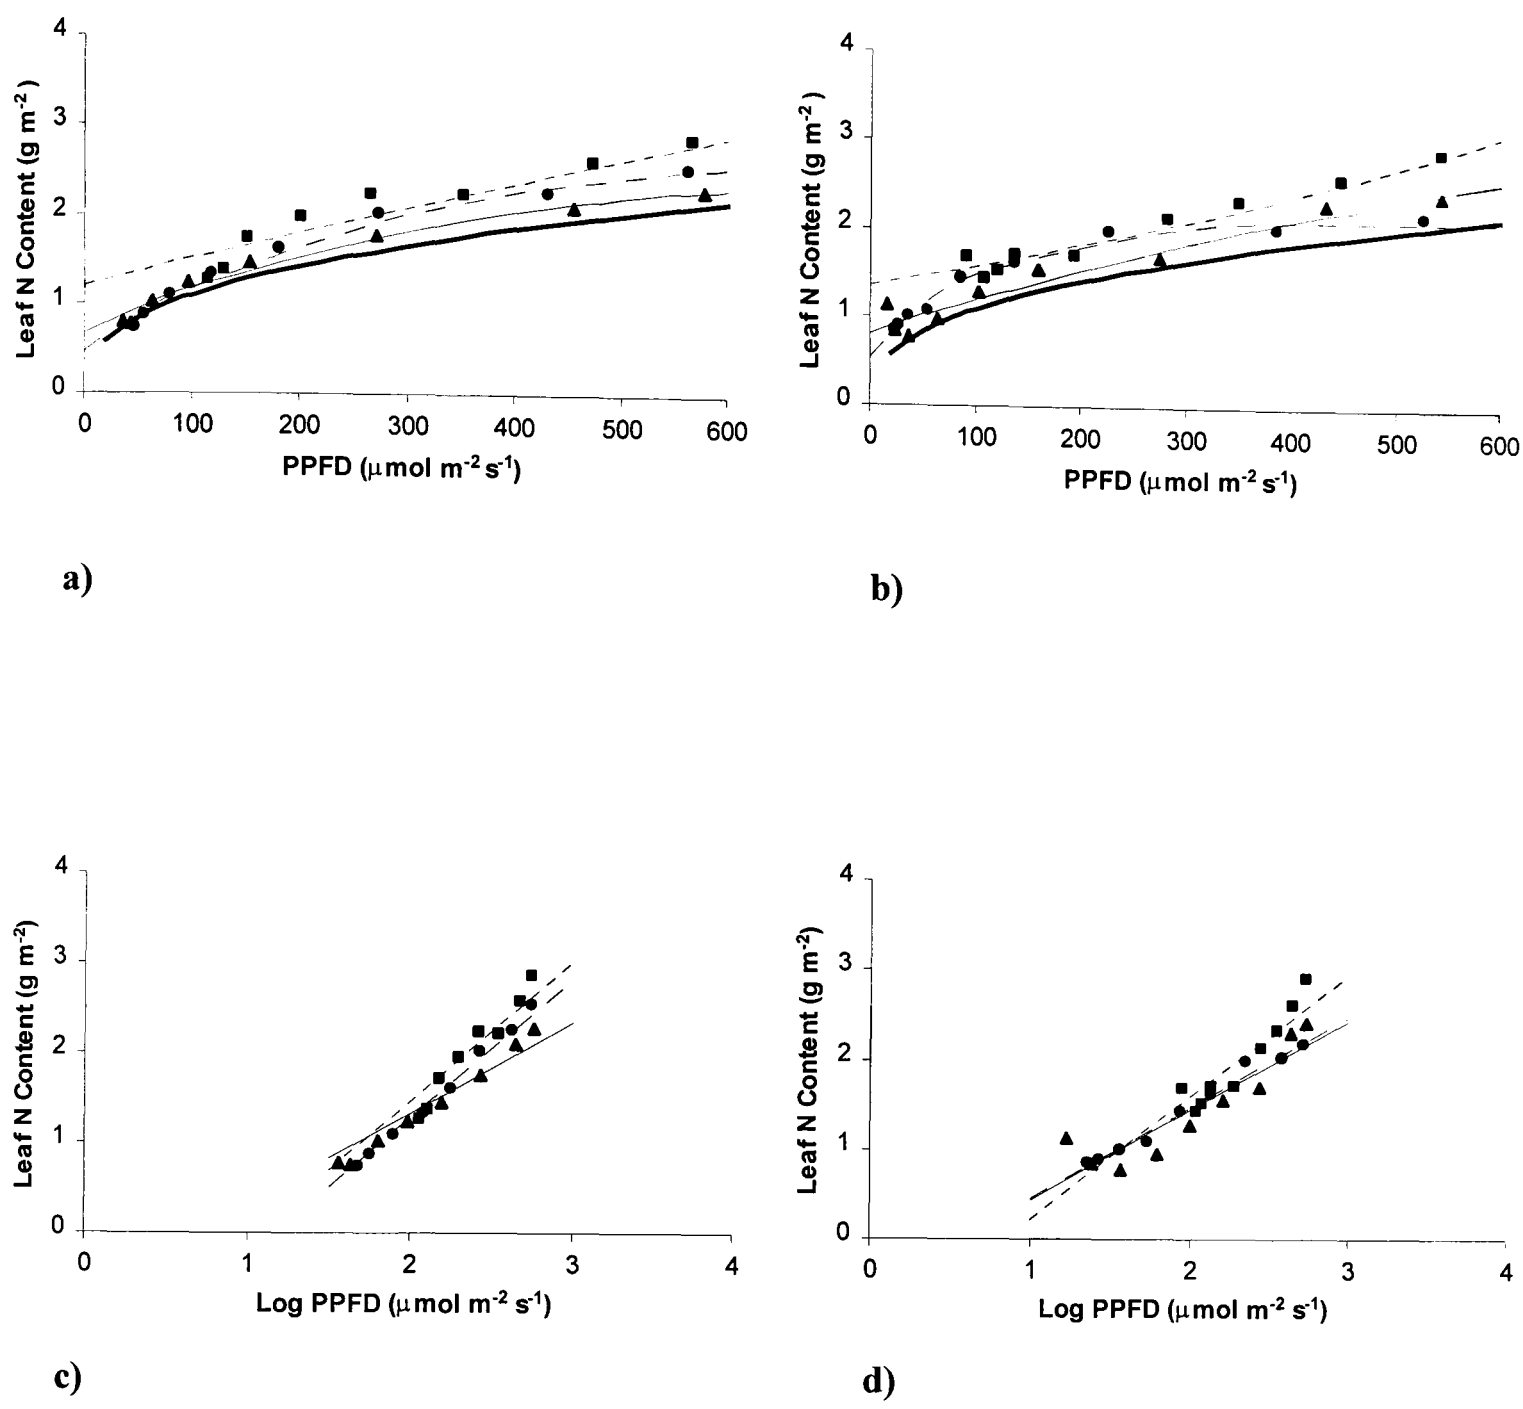 4
3
2
1
0
Leaf N Content (g m-2 )
0 100 200 300 400 500 600
PPFD (μmol m-2 s-1)
a)
4
3
2
1
0
Leaf N Content (g m-2 )
0 100 200 300 400 500 600
PPFD (μmol m-2 s-1)
b)
4
3
2
1
0
Leaf N Content (g m-2)
0 1 2 3 4
Log PPFD (μmol m-2 s-1)
c)
4
3
2
1
0
Leaf N Content (g m-2)
0 1 2 3 4
Log PPFD (μmol m-2 s-1)
d)